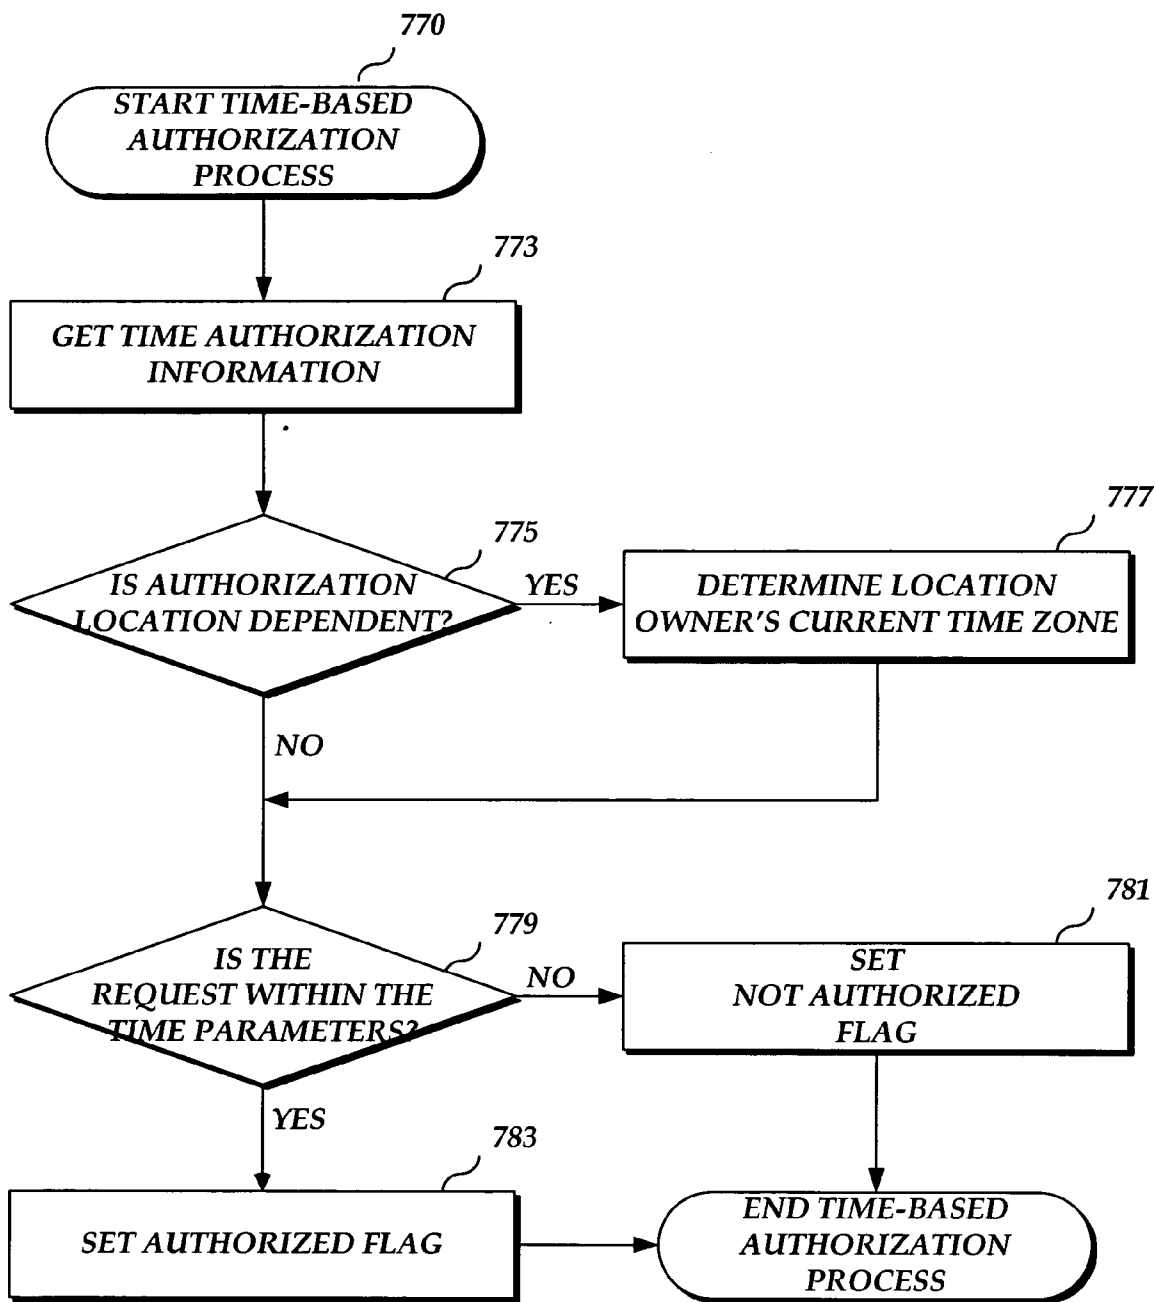 770
START TIME-BASED
AUTHORIZATION
PROCESS
773
GET TIME AUTHORIZATION
INFORMATION
775
IS AUTHORIZATION
LOCATION DEPENDENT?
YES
777
DETERMINE LOCATION
OWNER'S CURRENT TIME ZONE
NO
779
IS THE
REQUEST WITHIN THE
TIME PARAMETERS?
NO
781
SET
NOT AUTHORIZED
FLAG
YES
783
SET AUTHORIZED FLAG
END TIME-BASED
AUTHORIZATION
PROCESS